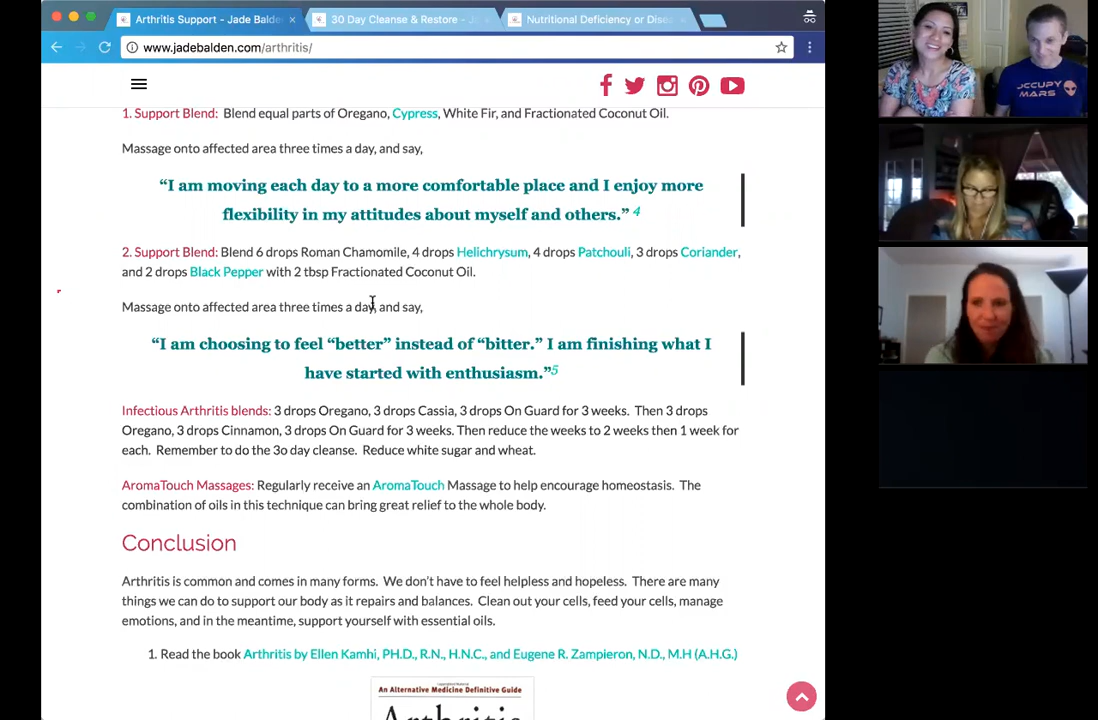 Arthritis Support - Jade Balde
30 Day Cleanse & Restore - J
Nutritional Deficiency or Dise
www.jadebalden.com/arthritis/
1. Support Blend: Blend equal parts of Oregano, Cypress, White Fir, and Fractionated Coconut Oil.
Massage onto affected area three times a day, and say,
“I am moving each day to a more comfortable place and I enjoy more
flexibility in my attitudes about myself and others.” 4
2. Support Blend: Blend 6 drops Roman Chamomile, 4 drops Helichrysum, 4 drops Patchouli, 3 drops Coriander,
and 2 drops Black Pepper with 2 tbsp Fractionated Coconut Oil.
Massage onto affected area three times a day, and say,
“I am choosing to feel “better” instead of “bitter.” I am finishing what I
have started with enthusiasm.”5
Infectious Arthritis blends: 3 drops Oregano, 3 drops Cassia, 3 drops On Guard for 3 weeks. Then 3 drops
Oregano, 3 drops Cinnamon, 3 drops On Guard for 3 weeks. Then reduce the weeks to 2 weeks then 1 week for
each. Remember to do the 3o day cleanse. Reduce white sugar and wheat.
AromaTouch Massages: Regularly receive an AromaTouch Massage to help encourage homeostasis. The
combination of oils in this technique can bring great relief to the whole body.
Conclusion
Arthritis is common and comes in many forms. We don’t have to feel helpless and hopeless. There are many
things we can do to support our body as it repairs and balances. Clean out your cells, feed your cells, manage
emotions, and in the meantime, support yourself with essential oils.
1. Read the book Arthritis by Ellen Kamhi, PH.D., R.N., H.N.C., and Eugene R. Zampieron, N.D., M.H (A.H.G.)
An Alternative Medicine Definitive Guide
Arthritis
OCCUPY
MARS